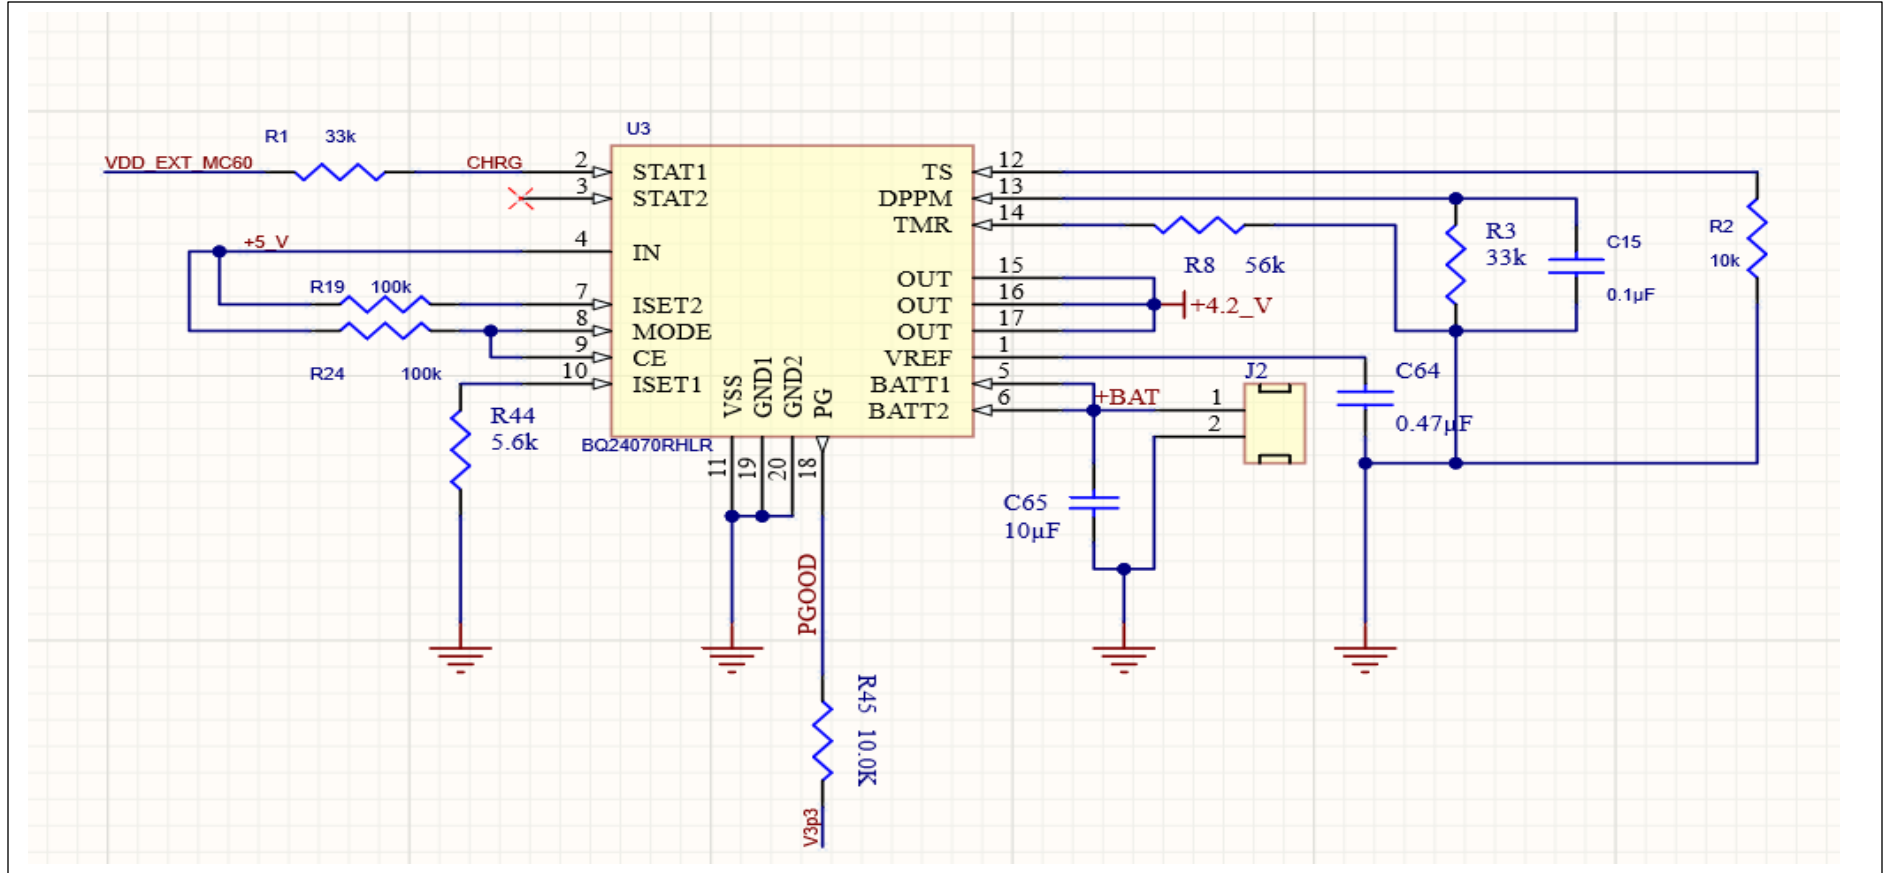 U3
R1 33k
VDD_EXT_MC60
CHRG
2
STAT1
3
STAT2
+5_V
4
IN
R19 100k
7
ISET2
8
MODE
9
CE
R24 100k
10
ISET1
R44
5.6k
BQ24070RHLR
VSS
GND1
GND2
PG
11
19
20
18
PGOOD
R45 10.0K
V3p3
TS
12
DPPM
13
TMR
14
R8 56k
OUT
15
OUT
16
+4.2_V
OUT
17
VREF
1
BATT1
5
BATT2
6
+BAT
J2
1
2
C65
10µF
C64
0.47µF
R3
33k
C15
0.1µF
R2
10k